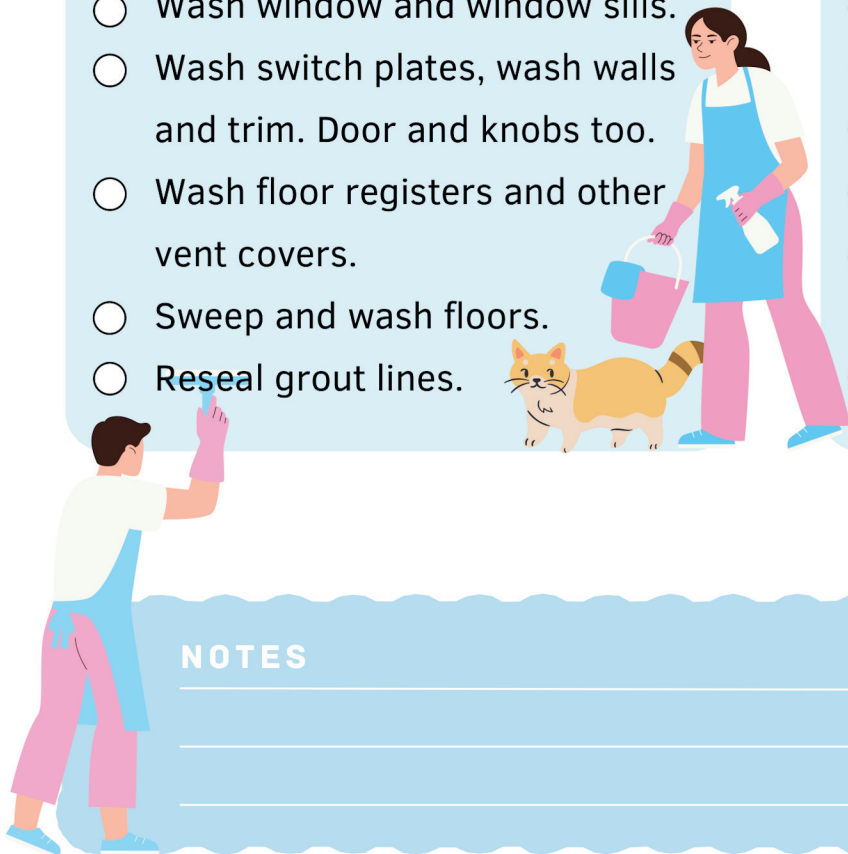 Wash window and window sills.
Wash switch plates, wash walls
and trim. Door and knobs too.
Wash floor registers and other
vent covers.
Sweep and wash floors.
Reseal grout lines.
NOTES